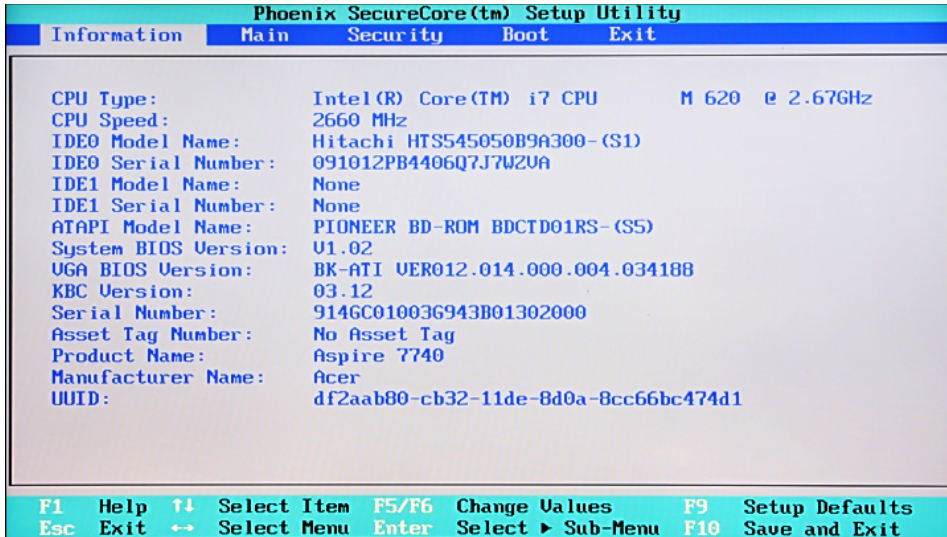 Phoenix SecureCore(tm) Setup Utility
Information Main Security Boot Exit
CPU Type: Intel(R) Core(TM) i7 CPU M 620 @ 2.67GHz
CPU Speed: 2660 MHz
IDE0 Model Name: Hitachi HTS545050B9A300-(S1)
IDE0 Serial Number: 091012PB4406Q7J7W2VA
IDE1 Model Name: None
IDE1 Serial Number: None
ATAPI Model Name: PIONEER BD-ROM BDCTD01RS-(S5)
System BIOS Version: V1.02
VGA BIOS Version: BK-ATI VER012.014.000.004.034188
KBC Version: 03.12
Serial Number: 914GC01003G943B01302000
Asset Tag Number: No Asset Tag
Product Name: Aspire 7740
Manufacturer Name: Acer
UUID: df2aab80-cb32-11de-8d0a-8cc66bc474d1
F1 Help ↑↓ Select Item F5/F6 Change Values F9 Setup Defaults
Esc Exit ↔ Select Menu Enter Select ▶ Sub-Menu F10 Save and Exit